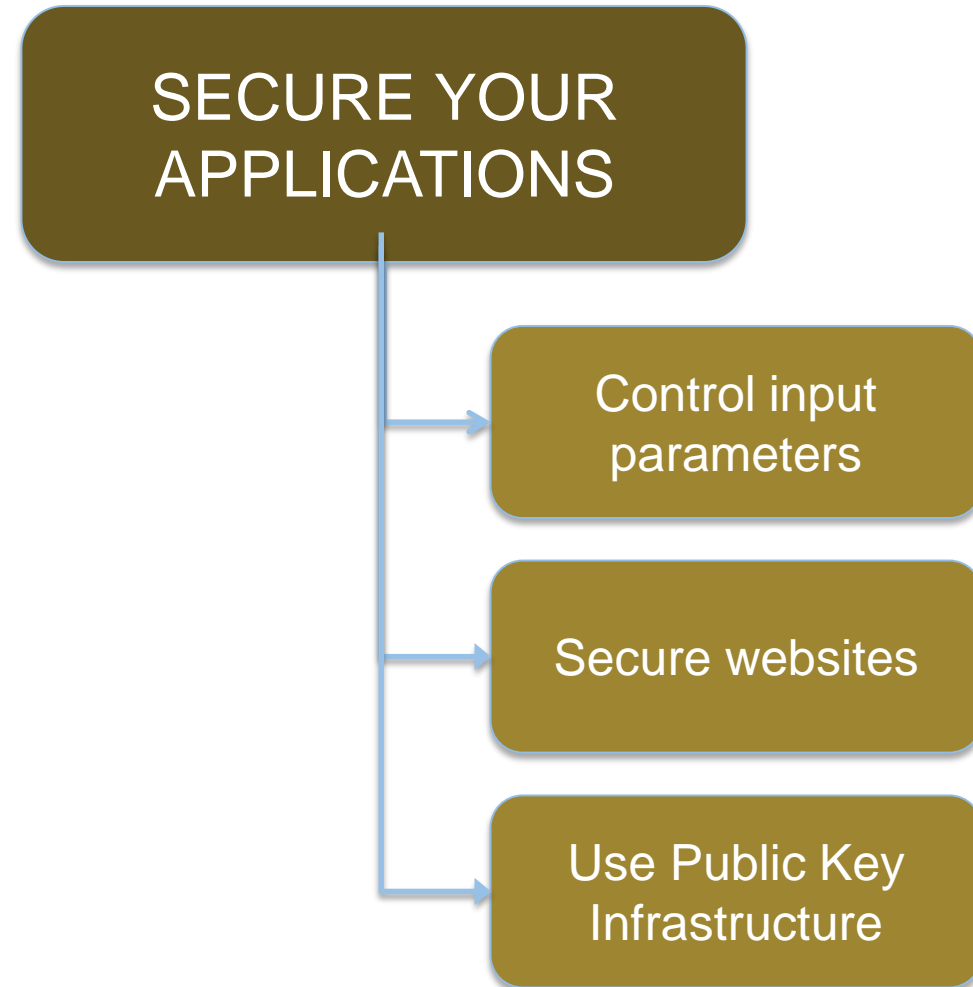 SECURE YOUR
APPLICATIONS
Control input
parameters
Secure websites
Use Public Key
Infrastructure